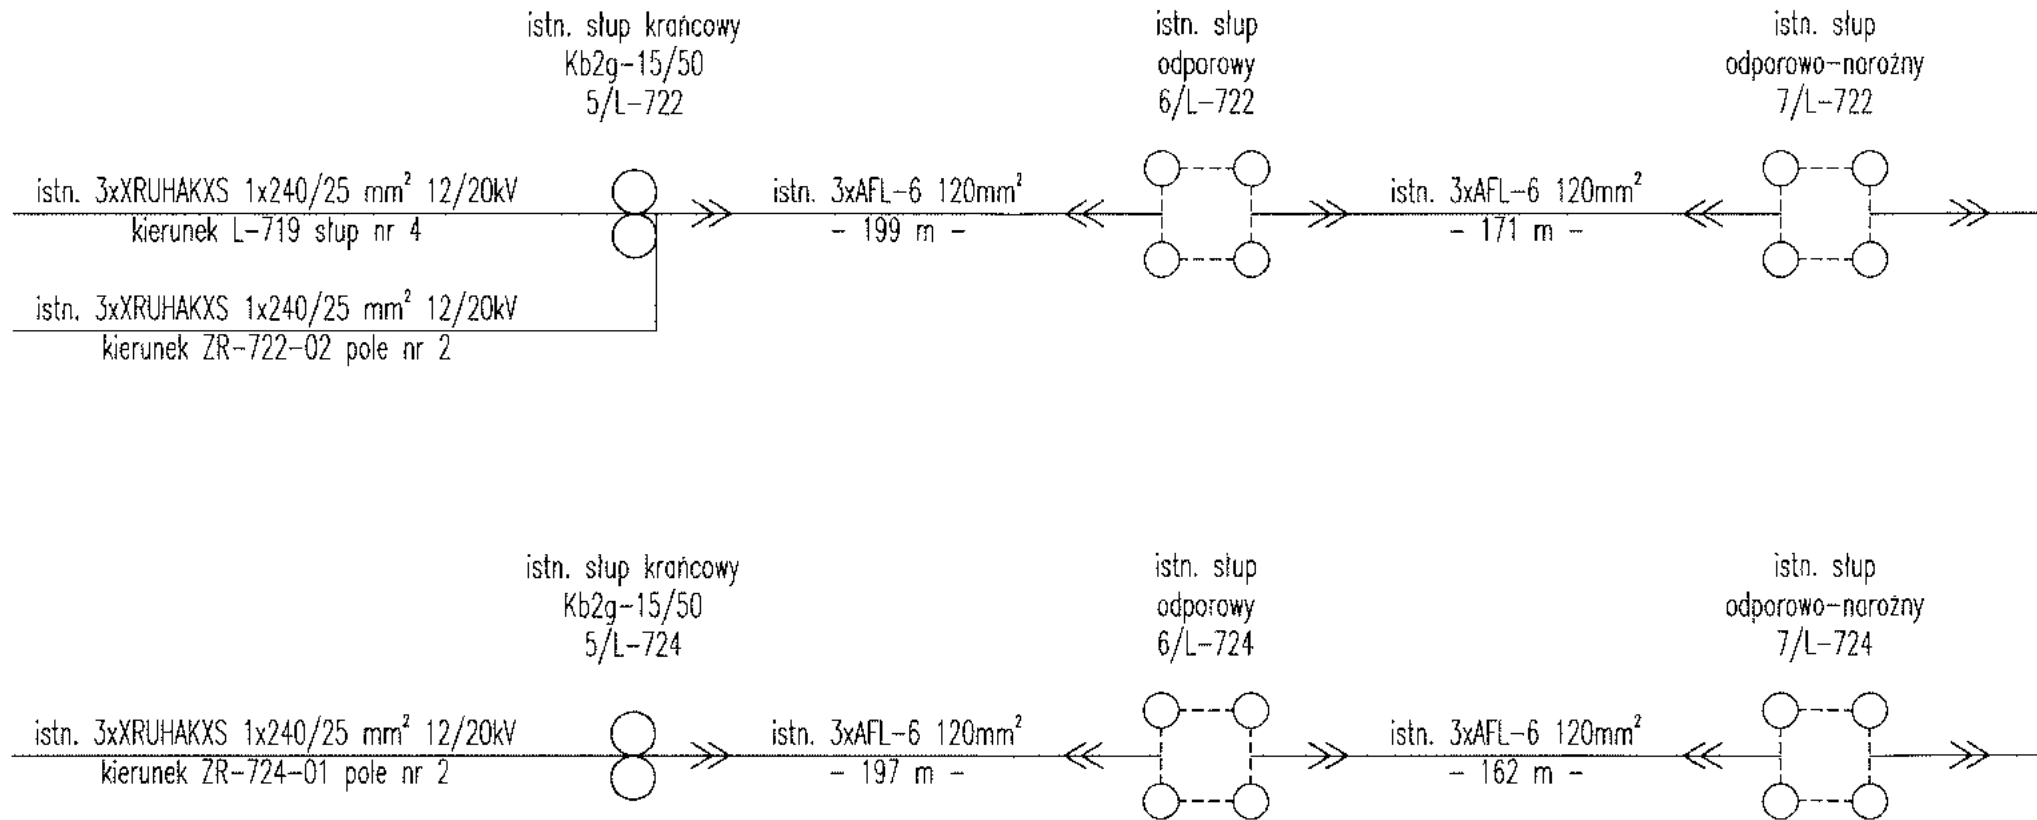 istn. słup krańcowy
Kb2g-15/50
5/L-722
istn. słup
odporowy
6/L-722
istn. słup
odporowo-narożny
7/L-722
istn. 3xXRUHAKXS 1x240/25 mm² 12/20kV
kierunek L-719 słup nr 4
istn. 3xAFL-6 120mm²
- 199 m -
istn. 3xAFL-6 120mm²
- 171 m -
istn. 3xXRUHAKXS 1x240/25 mm² 12/20kV
kierunek ZR-722-02 pole nr 2
istn. słup krańcowy
Kb2g-15/50
5/L-724
istn. słup
odporowy
6/L-724
istn. słup
odporowo-narożny
7/L-724
istn. 3xXRUHAKXS 1x240/25 mm² 12/20kV
kierunek ZR-724-01 pole nr 2
istn. 3xAFL-6 120mm²
- 197 m -
istn. 3xAFL-6 120mm²
- 162 m -